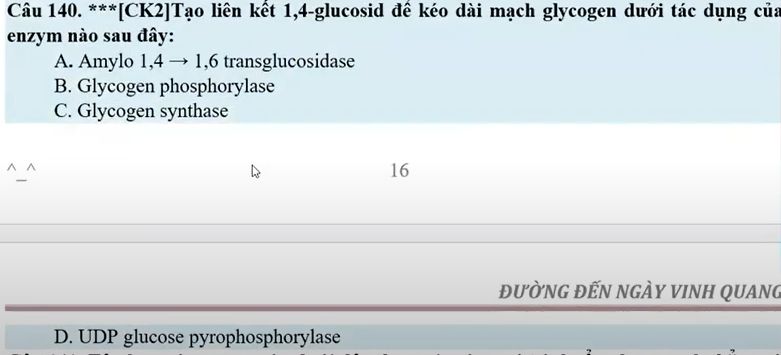 Câu 140. ***[CK2]Tạo liên kết 1,4-glucosid để kéo dài mạch glycogen dưới tác dụng của
enzym nào sau đây:
A. Amylo 1,4 → 1,6 transglucosidase
B. Glycogen phosphorylase
C. Glycogen synthase
^_^
16
ĐƯỜNG ĐẾN NGÀY VINH QUANG
D. UDP glucose pyrophosphorylase